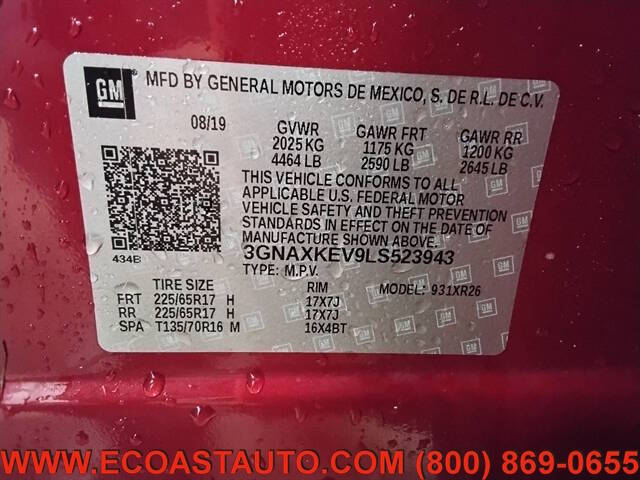 GM MFD BY GENERAL MOTORS DE MEXICO, S. DE R.L. DE C.V.
08/19 GVWR GAWR FRT GAWR RR
2025 KG 1175 KG 1200 KG
4464 LB 2590 LB 2645 LB
THIS VEHICLE CONFORMS TO ALL
APPLICABLE U.S. FEDERAL MOTOR
VEHICLE SAFETY AND THEFT PREVENTION
STANDARDS IN EFFECT ON THE DATE OF
MANUFACTURE SHOWN ABOVE.
434B 3GNAXKEV9LS523943
TYPE: M.P.V.
TIRE SIZE RIM MODEL: 931XR26
FRT 225/65R17 H 17X7J
RR 225/65R17 H 17X7J
SPA T135/70R16 M 16X4BT
WWW.ECOASTAUTO.COM (800) 869-0655